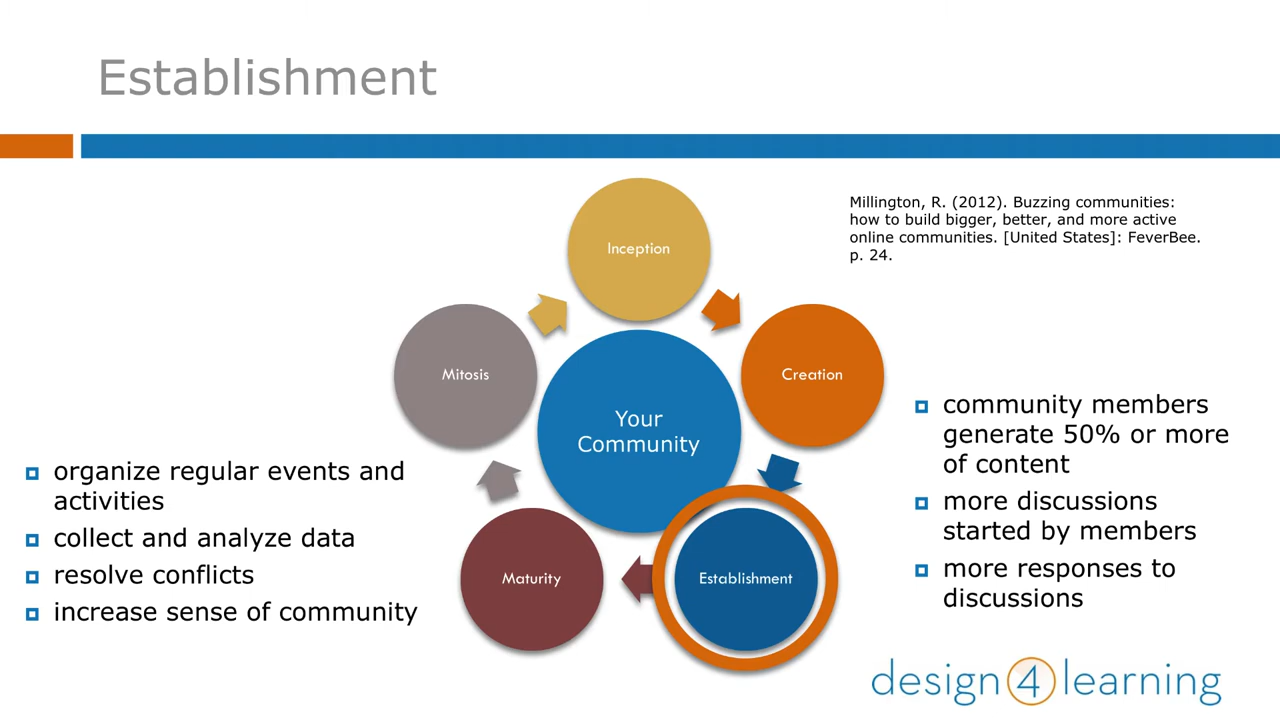 Establishment
Millington, R. (2012). Buzzing communities:
how to build bigger, better, and more active
online communities. [United States]: FeverBee.
p. 24.
Inception
Mitosis
Creation
Your
Community
Maturity
Establishment
organize regular events and
activities
collect and analyze data
resolve conflicts
increase sense of community
community members
generate 50% or more
of content
more discussions
started by members
more responses to
discussions
design 4 learning